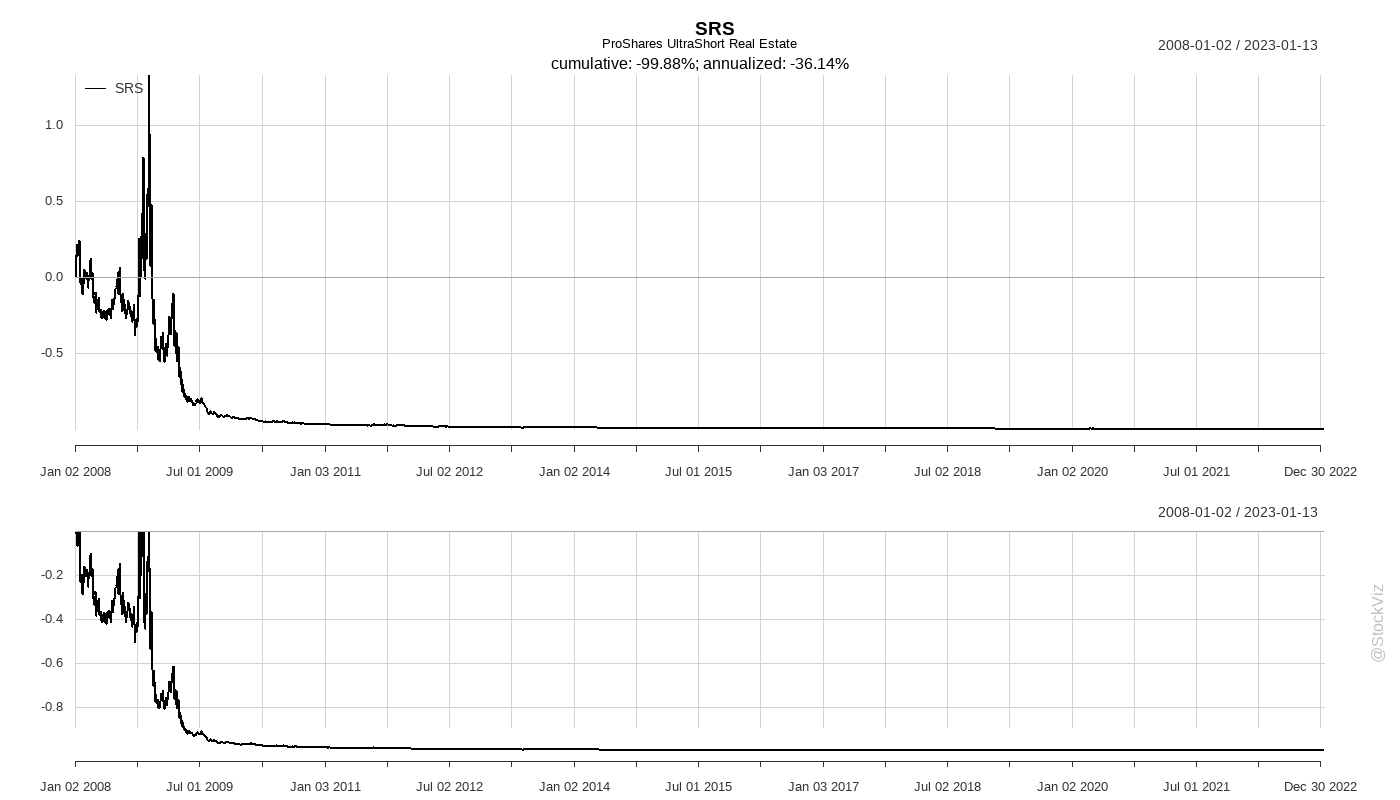 SRS
ProShares UltraShort Real Estate
cumulative: -99.88%; annualized: -36.14%
2008-01-02 / 2023-01-13
SRS
1.0
0.5
0.0
-0.5
Jan 02 2008 Jul 01 2009 Jan 03 2011 Jul 02 2012 Jan 02 2014 Jul 01 2015 Jan 03 2017 Jul 02 2018 Jan 02 2020 Jul 01 2021 Dec 30 2022
2008-01-02 / 2023-01-13
-0.2
-0.4
-0.6
-0.8
Jan 02 2008 Jul 01 2009 Jan 03 2011 Jul 02 2012 Jan 02 2014 Jul 01 2015 Jan 03 2017 Jul 02 2018 Jan 02 2020 Jul 01 2021 Dec 30 2022
@StockViz